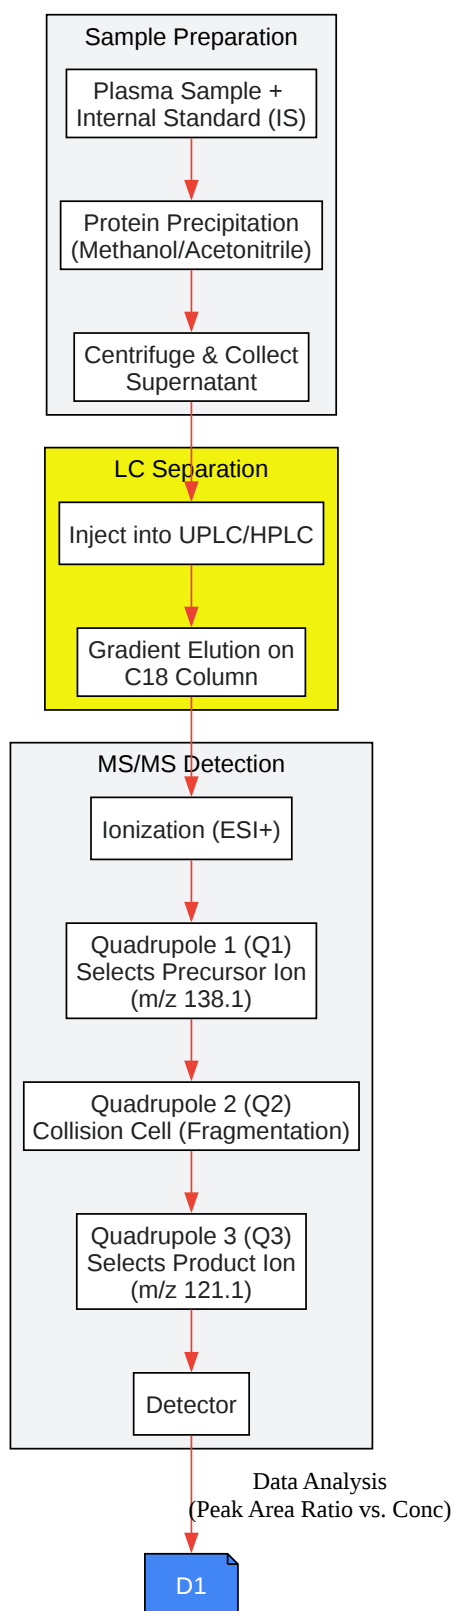 Sample Preparation
Plasma Sample +
Internal Standard (IS)
Protein Precipitation
(Methanol/Acetonitrile)
Centrifuge & Collect
Supernatant
LC Separation
Inject into UPLC/HPLC
Gradient Elution on
C18 Column
MS/MS Detection
Ionization (ESI+)
Quadrupole 1 (Q1)
Selects Precursor Ion
(m/z 138.1)
Quadrupole 2 (Q2)
Collision Cell (Fragmentation)
Quadrupole 3 (Q3)
Selects Product Ion
(m/z 121.1)
Detector
Data Analysis
(Peak Area Ratio vs. Conc)
D1